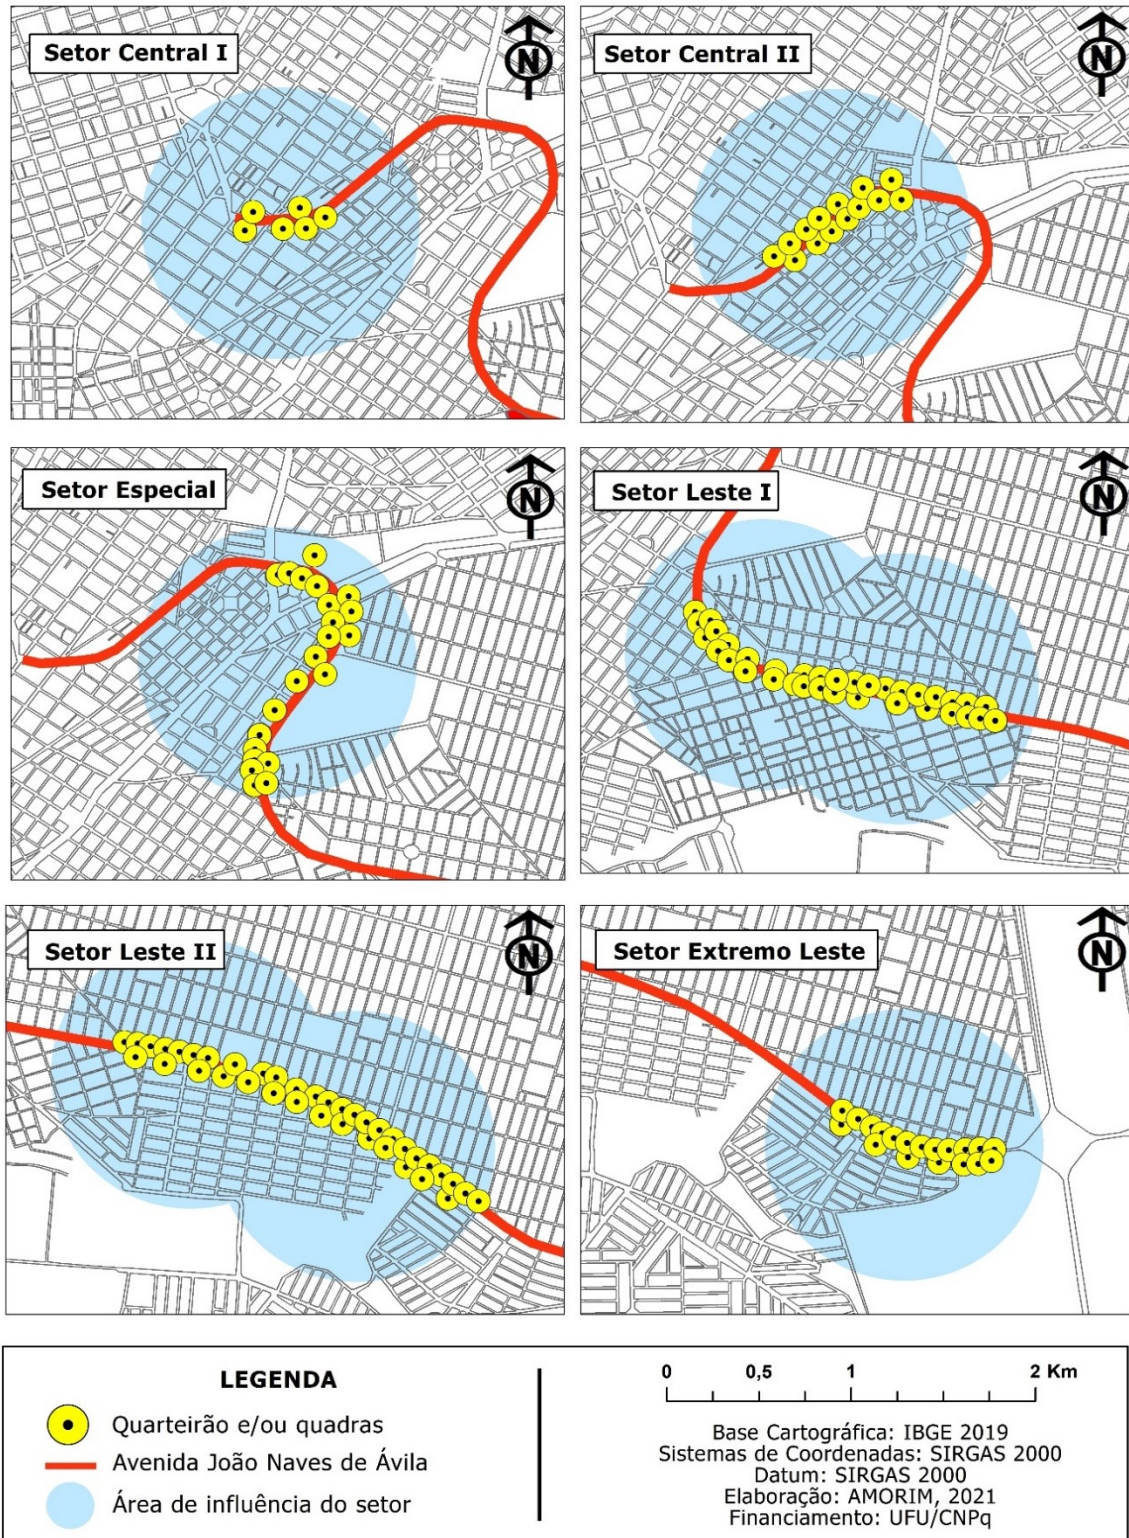 Setor Central I
N
Setor Central II
N
Setor Especial
N
Setor Leste I
N
Setor Leste II
N
Setor Extremo Leste
N
LEGENDA
Quarteirão e/ou quadras
Avenida João Naves de Ávila
Área de influência do setor
0 0,5 1 2 Km
Base Cartográfica: IBGE 2019
Sistemas de Coordenadas: SIRGAS 2000
Datum: SIRGAS 2000
Elaboração: AMORIM, 2021
Financiamento: UFU/CNPq